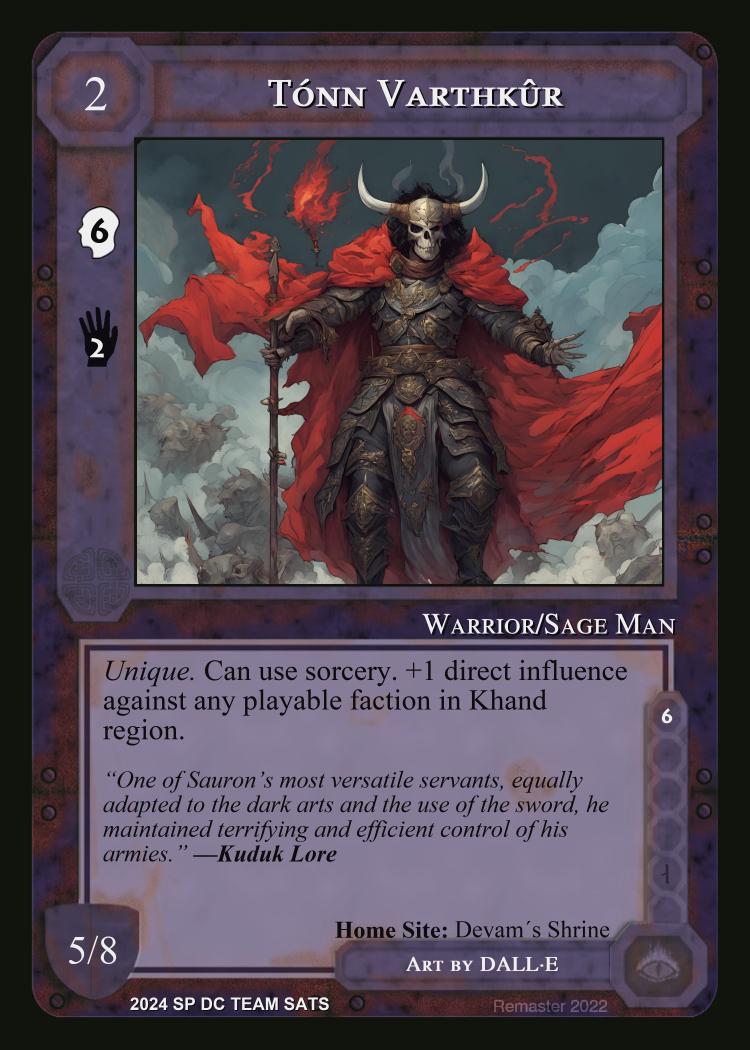 2
Tónn Varthkûr
6
2
Warrior/Sage Man
Unique. Can use sorcery. +1 direct influence
against any playable faction in Khand
region.
6
“One of Sauron’s most versatile servants, equally
adapted to the dark arts and the use of the sword, he
maintained terrifying and efficient control of his
armies.” —Kuduk Lore
Home Site: Devam´s Shrine
5/8
Art by DALL·E
2024 SP DC TEAM SATS
Remaster 2022